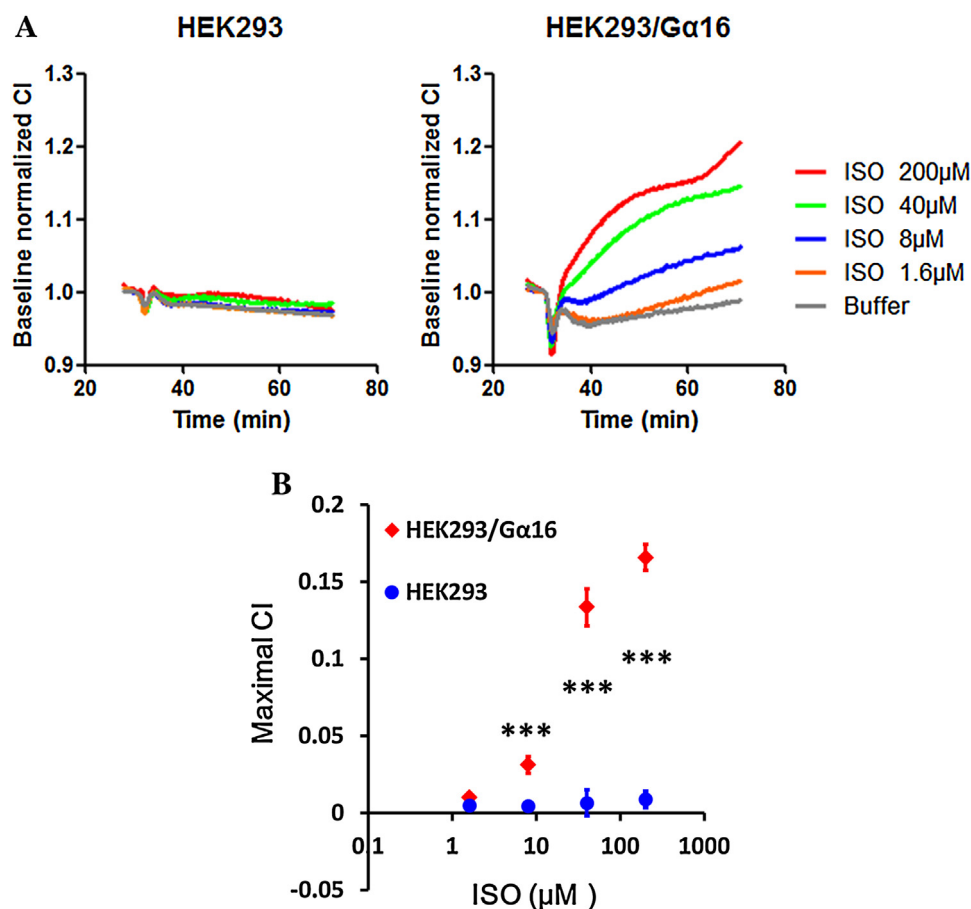 A
HEK293
HEK293/Gα16
Baseline normalized CI
1.3
1.2
1.1
1.0
0.9
20
40
60
80
Time (min)
Baseline normalized CI
1.3
1.2
1.1
1.0
0.9
20
40
60
80
Time (min)
ISO 200μM
ISO 40μM
ISO 8μM
ISO 1.6μM
Buffer
B
Maximal CI
0.2
0.15
0.1
0.05
0
-0.05
HEK293/Gα16
HEK293
***
***
***
0.1
1
10
100
1000
ISO (μM )